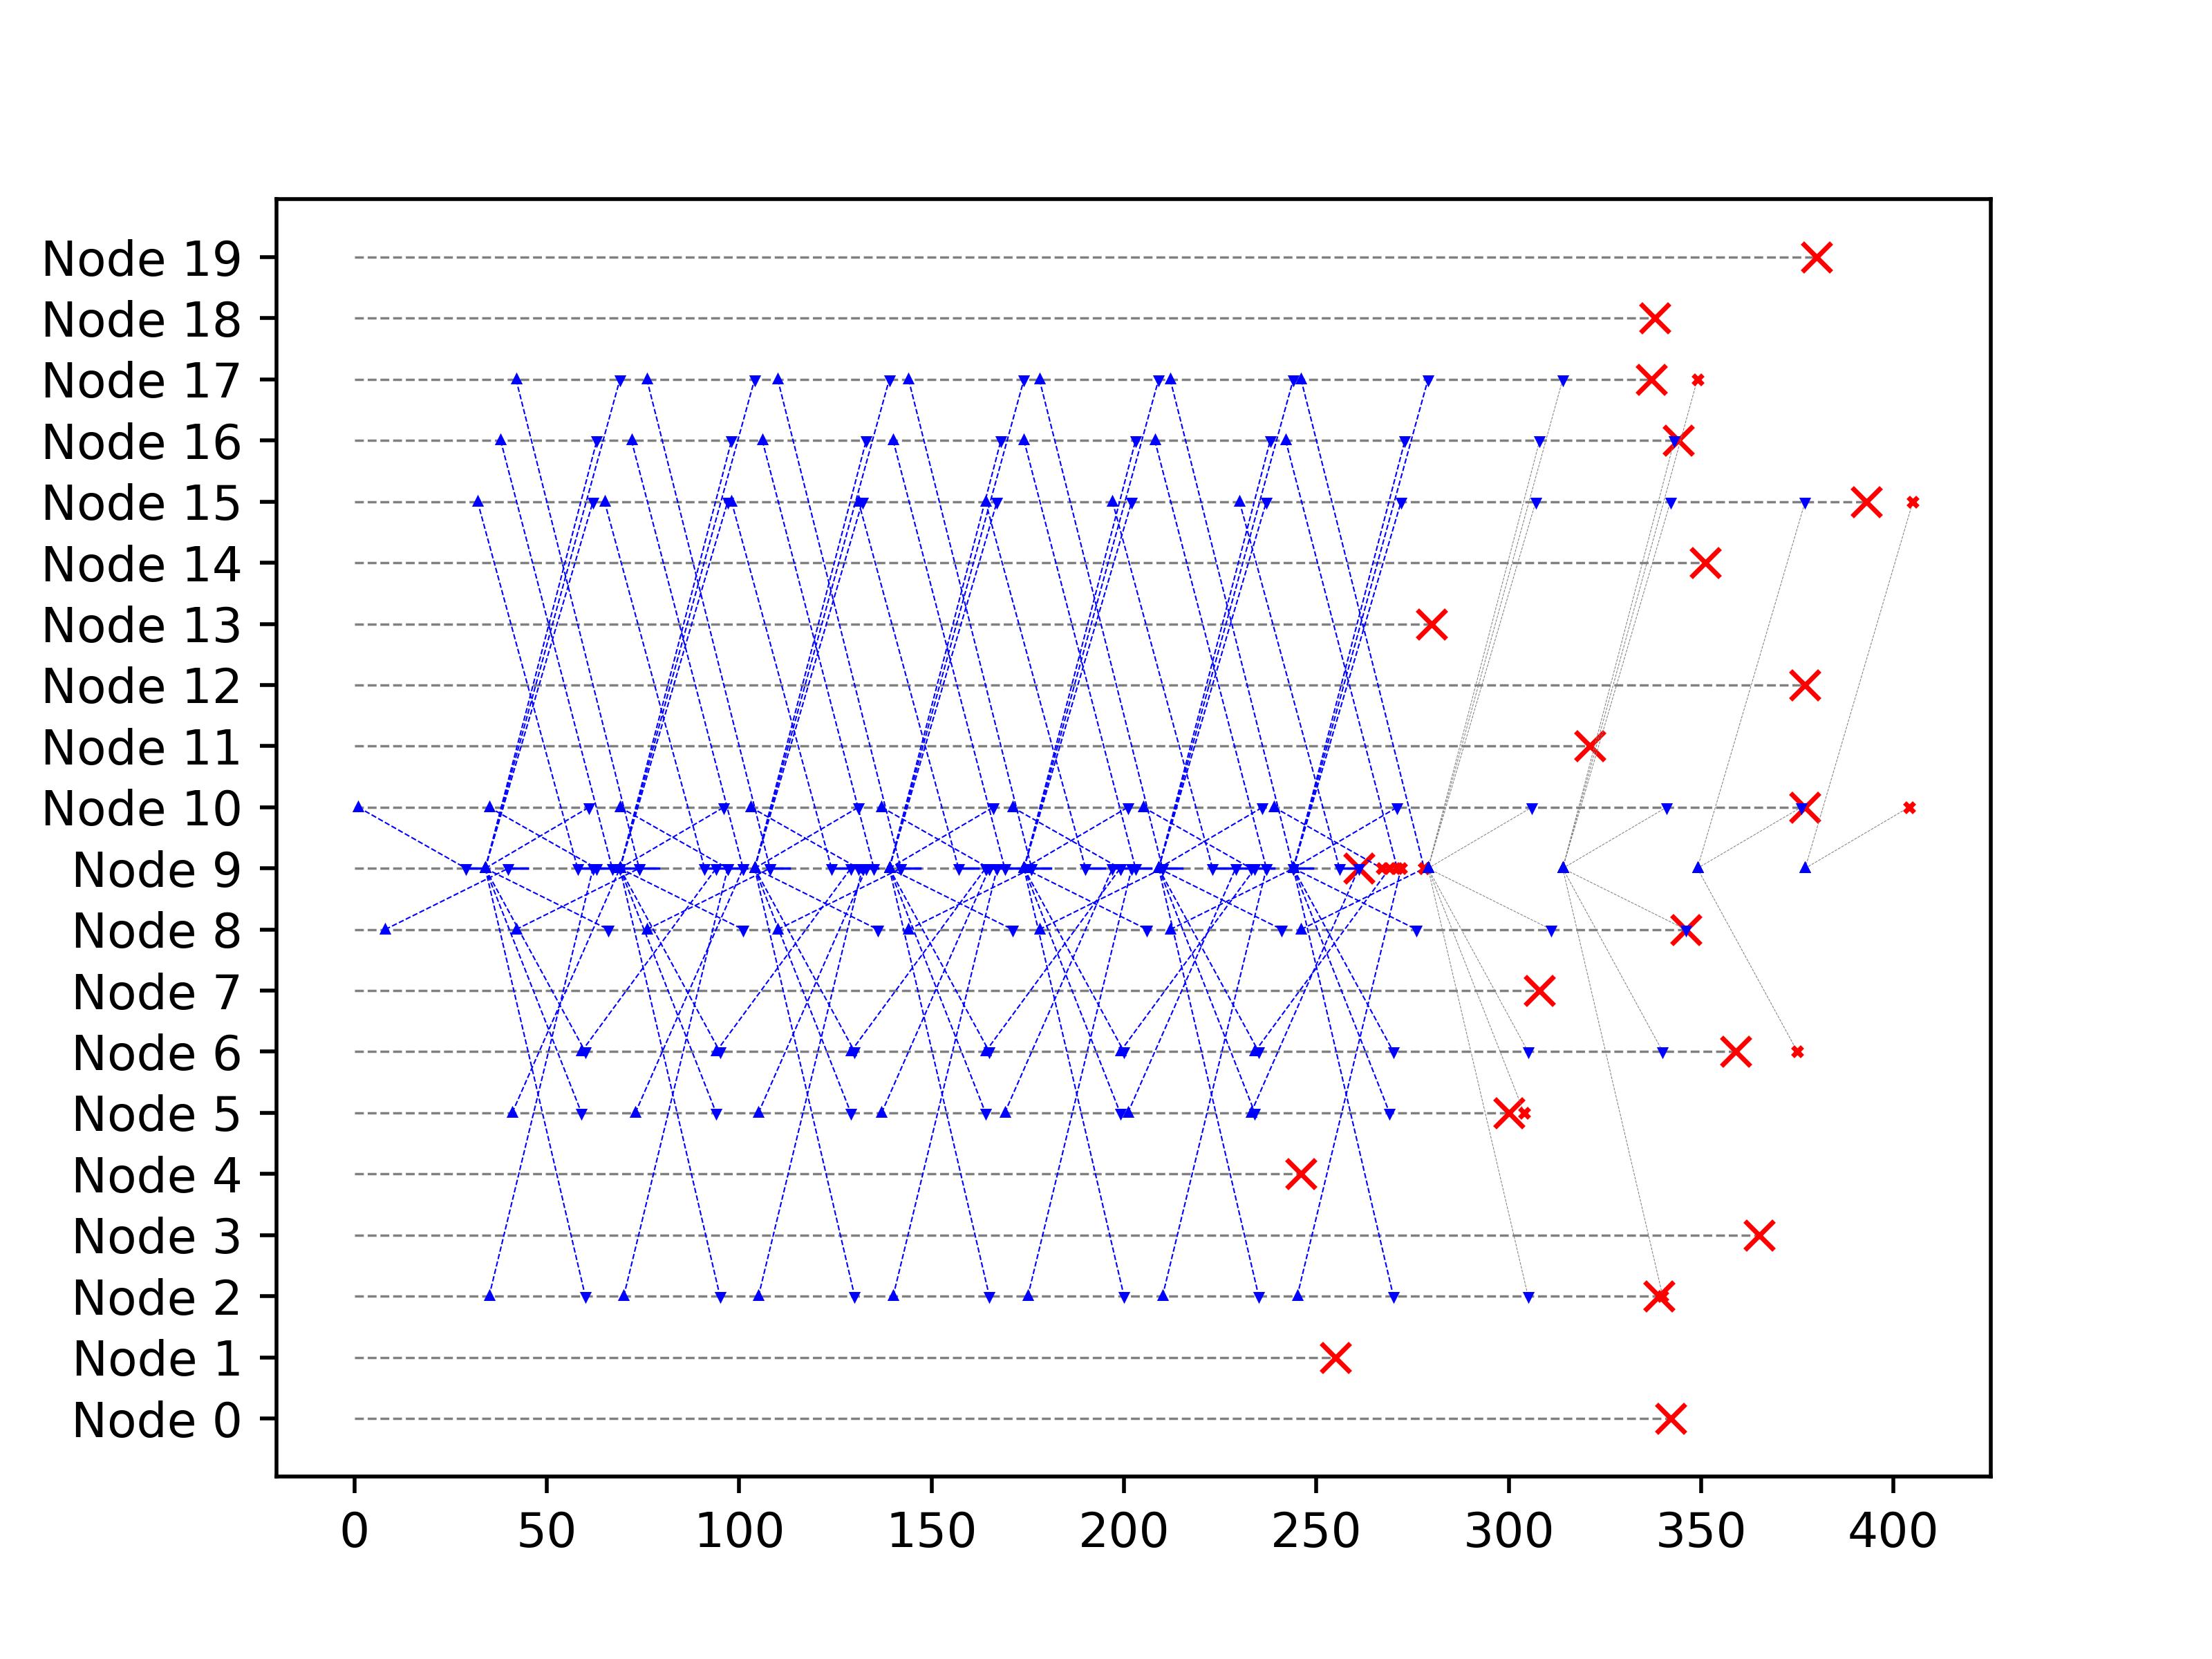 Node 19
Node 18
Node 17
Node 16
Node 15
Node 14
Node 13
Node 12
Node 11
Node 10
Node 9
Node 8
Node 7
Node 6
Node 5
Node 4
Node 3
Node 2
Node 1
Node 0
0 50 100 150 200 250 300 350 400